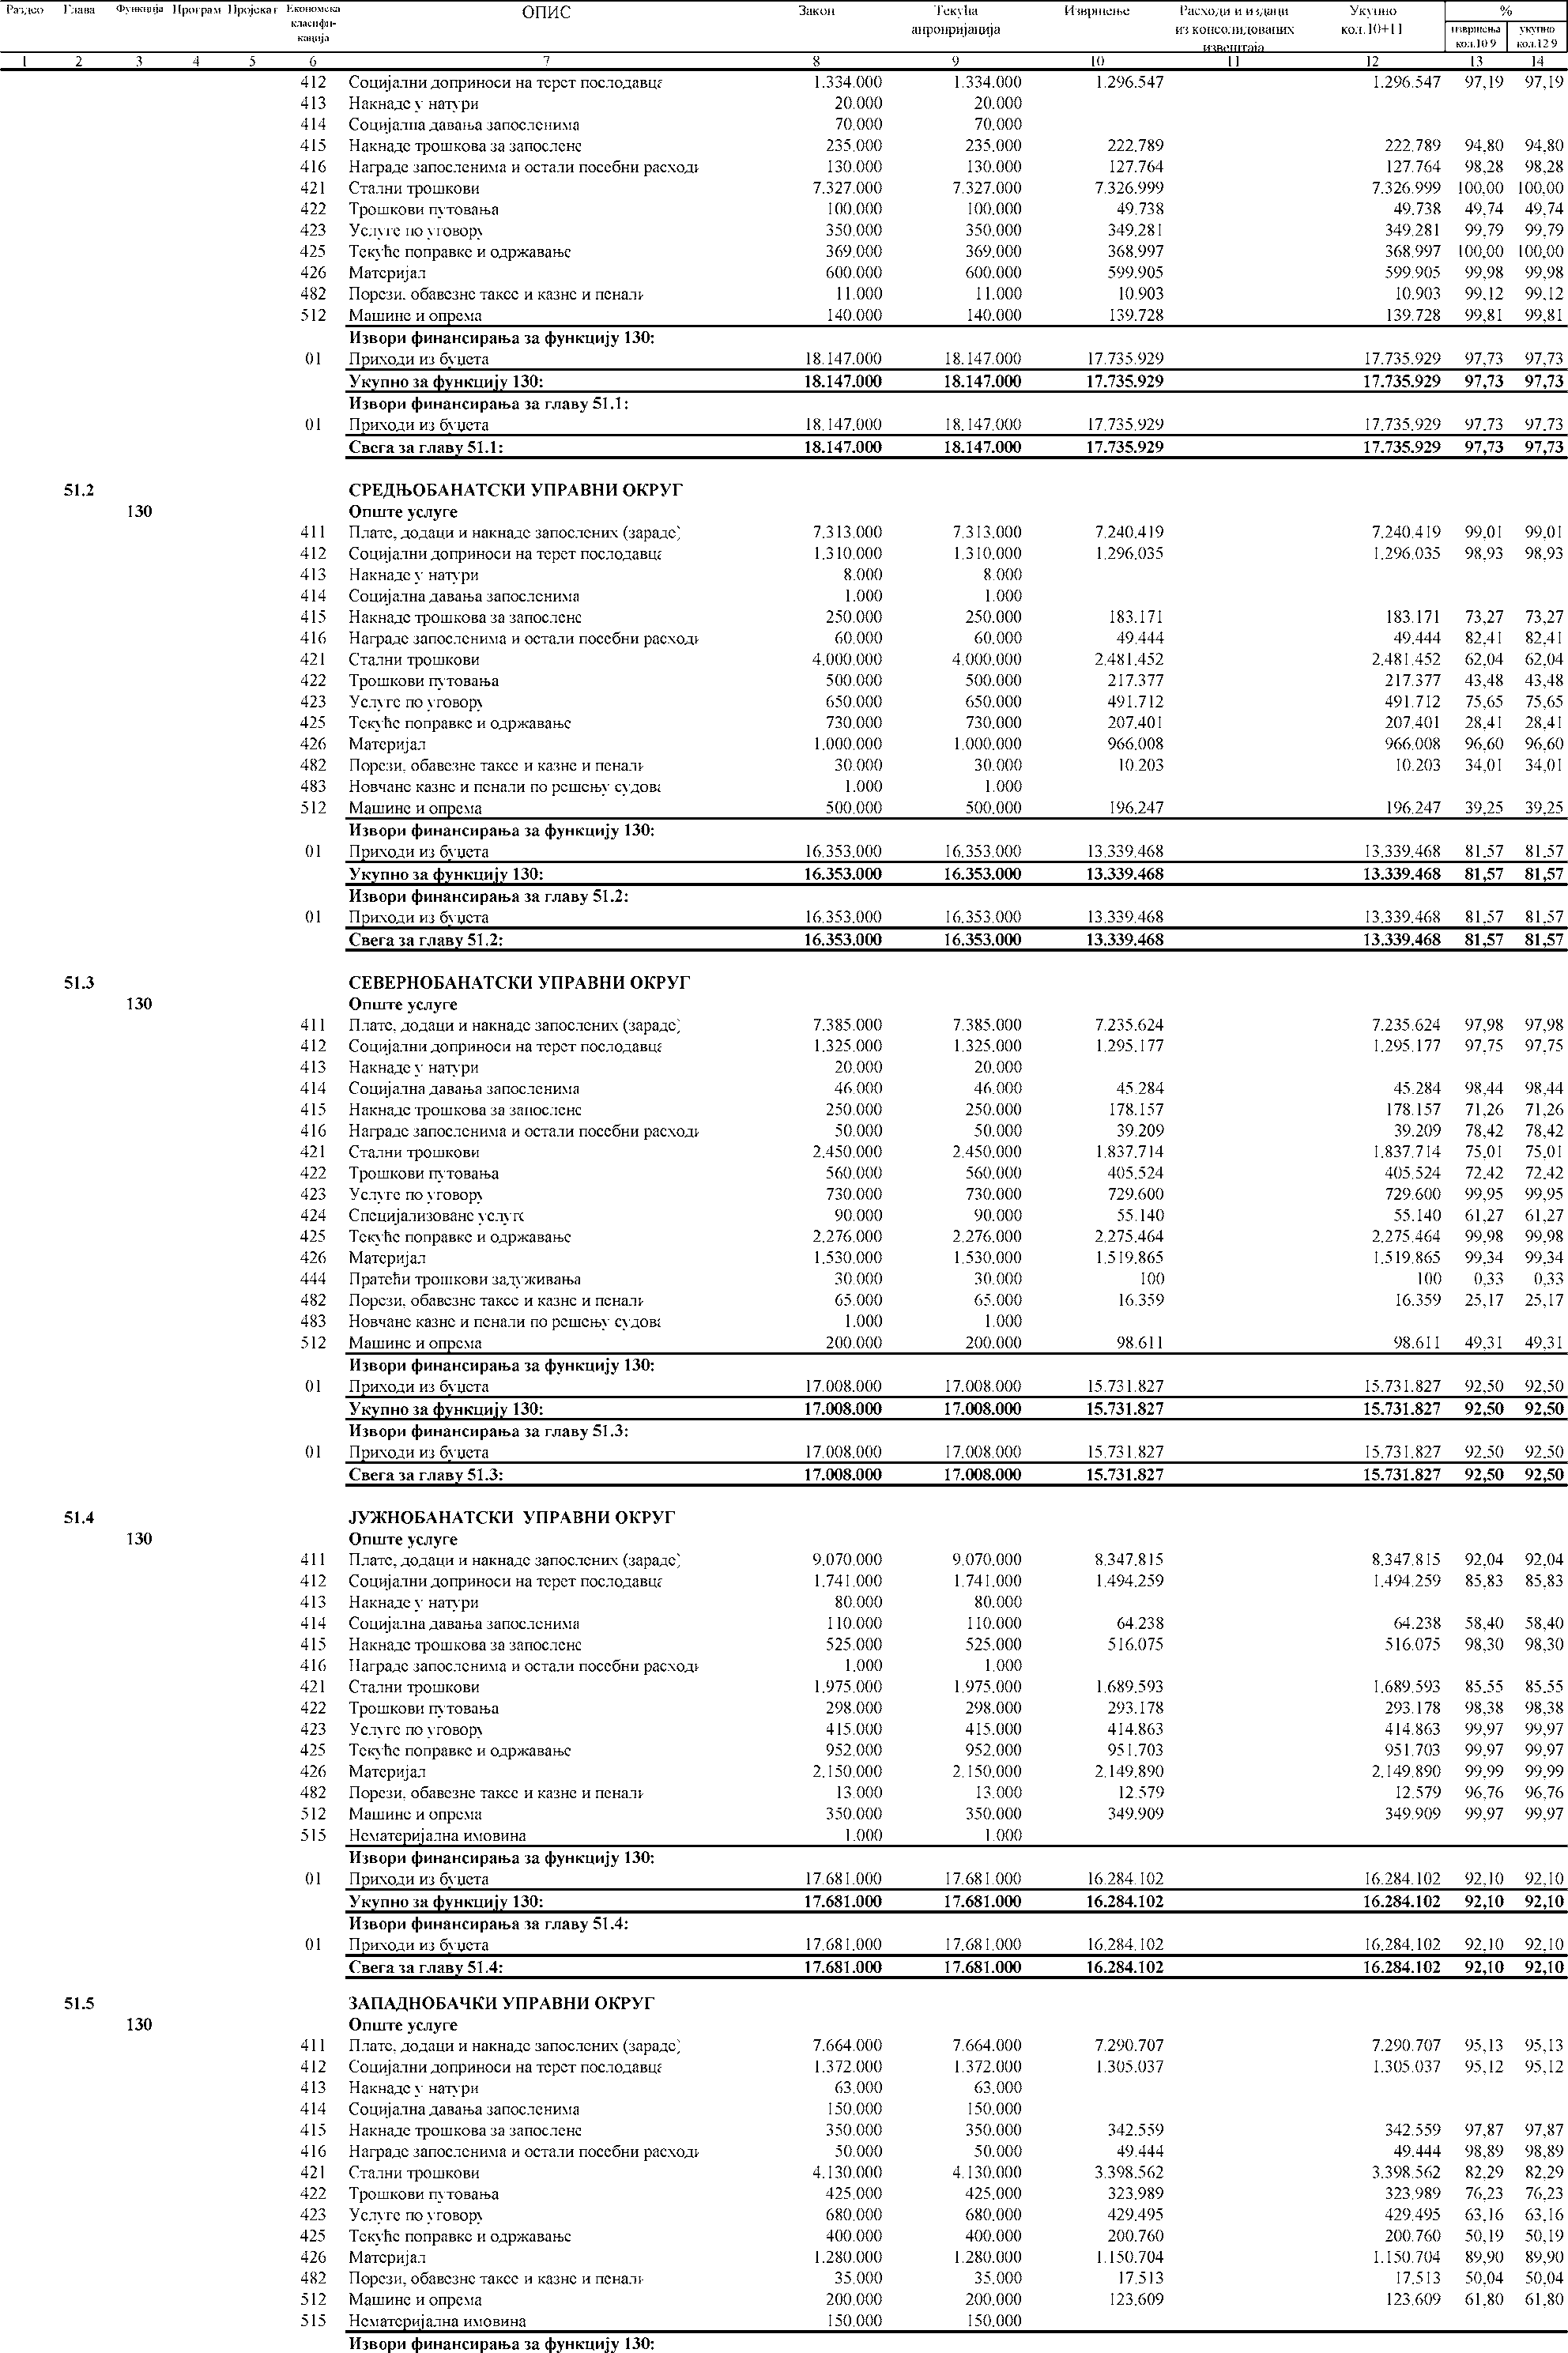 Раздео Глава Функција Програм Пројекат Економска ОПИС Закон Текућа Извршење Расходи и издаци Укупно %
класифи- апропријација из консолидованих кол.10+11 извршења укупно
кација извештаја кол.10 9 кол.12 9
1 2 3 4 5 6 7 8 9 10 11 12 13 14
412 Социјални доприноси на терет послодавца 1.334.000 1.334.000 1.296.547 1.296.547 97,19 97,19
413 Накнаде у натури 20.000 20.000
414 Социјална давања запосленима 70.000 70.000
415 Накнаде трошкова за запослене 235.000 235.000 222.789 222.789 94,80 94,80
416 Награде запосленима и остали посебни расходи 130.000 130.000 127.764 127.764 98,28 98,28
421 Стални трошкови 7.327.000 7.327.000 7.326.999 7.326.999 100,00 100,00
422 Трошкови путовања 100.000 100.000 49.738 49.738 49,74 49,74
423 Услуге по уговору 350.000 350.000 349.281 349.281 99,79 99,79
425 Текуће поправке и одржавање 369.000 369.000 368.997 368.997 100,00 100,00
426 Материјал 600.000 600.000 599.905 599.905 99,98 99,98
482 Порези, обавезне таксе и казне и пенали 11.000 11.000 10.903 10.903 99,12 99,12
512 Машине и опрема 140.000 140.000 139.728 139.728 99,81 99,81
Извори финансирања за функцију 130:
01 Приходи из буџета 18.147.000 18.147.000 17.735.929 17.735.929 97,73 97,73
Укупно за функцију 130: 18.147.000 18.147.000 17.735.929 17.735.929 97,73 97,73
Извори финансирања за главу 51.1:
01 Приходи из буџета 18.147.000 18.147.000 17.735.929 17.735.929 97,73 97,73
Свега за главу 51.1: 18.147.000 18.147.000 17.735.929 17.735.929 97,73 97,73
51.2 СРЕДЊОБАНАТСКИ УПРАВНИ ОКРУГ
130 Опште услуге
411 Плате, додаци и накнаде запослених (зараде) 7.313.000 7.313.000 7.240.419 7.240.419 99,01 99,01
412 Социјални доприноси на терет послодавца 1.310.000 1.310.000 1.296.035 1.296.035 98,93 98,93
413 Накнаде у натури 8.000 8.000
414 Социјална давања запосленима 1.000 1.000
415 Накнаде трошкова за запослене 250.000 250.000 183.171 183.171 73,27 73,27
416 Награде запосленима и остали посебни расходи 60.000 60.000 49.444 49.444 82,41 82,41
421 Стални трошкови 4.000.000 4.000.000 2.481.452 2.481.452 62,04 62,04
422 Трошкови путовања 500.000 500.000 217.377 217.377 43,48 43,48
423 Услуге по уговору 650.000 650.000 491.712 491.712 75,65 75,65
425 Текуће поправке и одржавање 730.000 730.000 207.401 207.401 28,41 28,41
426 Материјал 1.000.000 1.000.000 966.008 966.008 96,60 96,60
482 Порези, обавезне таксе и казне и пенали 30.000 30.000 10.203 10.203 34,01 34,01
483 Новчане казне и пенали по решењу судова 1.000 1.000
512 Машине и опрема 500.000 500.000 196.247 196.247 39,25 39,25
Извори финансирања за функцију 130:
01 Приходи из буџета 16.353.000 16.353.000 13.339.468 13.339.468 81,57 81,57
Укупно за функцију 130: 16.353.000 16.353.000 13.339.468 13.339.468 81,57 81,57
Извори финансирања за главу 51.2:
01 Приходи из буџета 16.353.000 16.353.000 13.339.468 13.339.468 81,57 81,57
Свега за главу 51.2: 16.353.000 16.353.000 13.339.468 13.339.468 81,57 81,57
51.3 СЕВЕРНОБАНАТСКИ УПРАВНИ ОКРУГ
130 Опште услуге
411 Плате, додаци и накнаде запослених (зараде) 7.385.000 7.385.000 7.235.624 7.235.624 97,98 97,98
412 Социјални доприноси на терет послодавца 1.325.000 1.325.000 1.295.177 1.295.177 97,75 97,75
413 Накнаде у натури 20.000 20.000
414 Социјална давања запосленима 46.000 46.000 45.284 45.284 98,44 98,44
415 Накнаде трошкова за запослене 250.000 250.000 178.157 178.157 71,26 71,26
416 Награде запосленима и остали посебни расходи 50.000 50.000 39.209 39.209 78,42 78,42
421 Стални трошкови 2.450.000 2.450.000 1.837.714 1.837.714 75,01 75,01
422 Трошкови путовања 560.000 560.000 405.524 405.524 72,42 72,42
423 Услуге по уговору 730.000 730.000 729.600 729.600 99,95 99,95
424 Специјализоване услуге 90.000 90.000 55.140 55.140 61,27 61,27
425 Текуће поправке и одржавање 2.276.000 2.276.000 2.275.464 2.275.464 99,98 99,98
426 Материјал 1.530.000 1.530.000 1.519.865 1.519.865 99,34 99,34
444 Пратећи трошкови задуживања 30.000 30.000 100 100 0,33 0,33
482 Порези, обавезне таксе и казне и пенали 65.000 65.000 16.359 16.359 25,17 25,17
483 Новчане казне и пенали по решењу судова 1.000 1.000
512 Машине и опрема 200.000 200.000 98.611 98.611 49,31 49,31
Извори финансирања за функцију 130:
01 Приходи из буџета 17.008.000 17.008.000 15.731.827 15.731.827 92,50 92,50
Укупно за функцију 130: 17.008.000 17.008.000 15.731.827 15.731.827 92,50 92,50
Извори финансирања за главу 51.3:
01 Приходи из буџета 17.008.000 17.008.000 15.731.827 15.731.827 92,50 92,50
Свега за главу 51.3: 17.008.000 17.008.000 15.731.827 15.731.827 92,50 92,50
51.4 ЈУЖНОБАНАТСКИ УПРАВНИ ОКРУГ
130 Опште услуге
411 Плате, додаци и накнаде запослених (зараде) 9.070.000 9.070.000 8.347.815 8.347.815 92,04 92,04
412 Социјални доприноси на терет послодавца 1.741.000 1.741.000 1.494.259 1.494.259 85,83 85,83
413 Накнаде у натури 80.000 80.000
414 Социјална давања запосленима 110.000 110.000 64.238 64.238 58,40 58,40
415 Накнаде трошкова за запослене 525.000 525.000 516.075 516.075 98,30 98,30
416 Награде запосленима и остали посебни расходи 1.000 1.000
421 Стални трошкови 1.975.000 1.975.000 1.689.593 1.689.593 85,55 85,55
422 Трошкови путовања 298.000 298.000 293.178 293.178 98,38 98,38
423 Услуге по уговору 415.000 415.000 414.863 414.863 99,97 99,97
425 Текуће поправке и одржавање 952.000 952.000 951.703 951.703 99,97 99,97
426 Материјал 2.150.000 2.150.000 2.149.890 2.149.890 99,99 99,99
482 Порези, обавезне таксе и казне и пенали 13.000 13.000 12.579 12.579 96,76 96,76
512 Машине и опрема 350.000 350.000 349.909 349.909 99,97 99,97
515 Нематеријална имовина 1.000 1.000
Извори финансирања за функцију 130:
01 Приходи из буџета 17.681.000 17.681.000 16.284.102 16.284.102 92,10 92,10
Укупно за функцију 130: 17.681.000 17.681.000 16.284.102 16.284.102 92,10 92,10
Извори финансирања за главу 51.4:
01 Приходи из буџета 17.681.000 17.681.000 16.284.102 16.284.102 92,10 92,10
Свега за главу 51.4: 17.681.000 17.681.000 16.284.102 16.284.102 92,10 92,10
51.5 ЗАПАДНОБАЧКИ УПРАВНИ ОКРУГ
130 Опште услуге
411 Плате, додаци и накнаде запослених (зараде) 7.664.000 7.664.000 7.290.707 7.290.707 95,13 95,13
412 Социјални доприноси на терет послодавца 1.372.000 1.372.000 1.305.037 1.305.037 95,12 95,12
413 Накнаде у натури 63.000 63.000
414 Социјална давања запосленима 150.000 150.000
415 Накнаде трошкова за запослене 350.000 350.000 342.559 342.559 97,87 97,87
416 Награде запосленима и остали посебни расходи 50.000 50.000 49.444 49.444 98,89 98,89
421 Стални трошкови 4.130.000 4.130.000 3.398.562 3.398.562 82,29 82,29
422 Трошкови путовања 425.000 425.000 323.989 323.989 76,23 76,23
423 Услуге по уговору 680.000 680.000 429.495 429.495 63,16 63,16
425 Текуће поправке и одржавање 400.000 400.000 200.760 200.760 50,19 50,19
426 Материјал 1.280.000 1.280.000 1.150.704 1.150.704 89,90 89,90
482 Порези, обавезне таксе и казне и пенали 35.000 35.000 17.513 17.513 50,04 50,04
512 Машине и опрема 200.000 200.000 123.609 123.609 61,80 61,80
515 Нематеријална имовина 150.000 150.000
Извори финансирања за функцију 130: